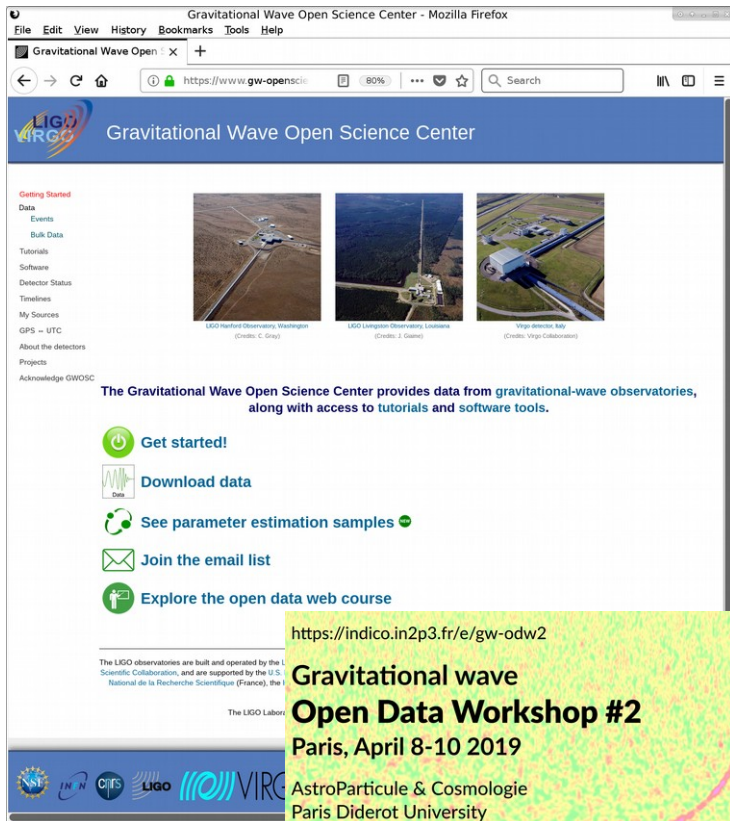 Gravitational Wave Open Science Center - Mozilla Firefox
File Edit View History Bookmarks Tools Help
Gravitational Wave Open
https://www.gw-openscie
80%
Search
LIGO
VIRGO
Gravitational Wave Open Science Center
Getting Started
Data
Events
Bulk Data
Tutorials
Software
Detector Status
Timelines
My Sources
GPS ↔ UTC
About the detectors
Projects
Acknowledge GWOSC
LIGO Hanford Observatory, Washington
(Credits: C. Gray)
LIGO Livingston Observatory, Louisiana
(Credits: J. Giaime)
Virgo detector, Italy
(Credits: Virgo Collaboration)
The Gravitational Wave Open Science Center provides data from gravitational-wave observatories,
along with access to tutorials and software tools.
Get started!
Data
Download data
See parameter estimation samples NEW
Join the email list
Explore the open data web course
The LIGO observatories are built and operated by the L
Scientific Collaboration, and are supported by the U.S.
National de la Recherche Scientifique (France), the
The LIGO Labora
NSF INFN CNRS LIGO VIRG
https://indico.in2p3.fr/e/gw-odw2
Gravitational wave
Open Data Workshop #2
Paris, April 8-10 2019
AstroParticule & Cosmologie
Paris Diderot University